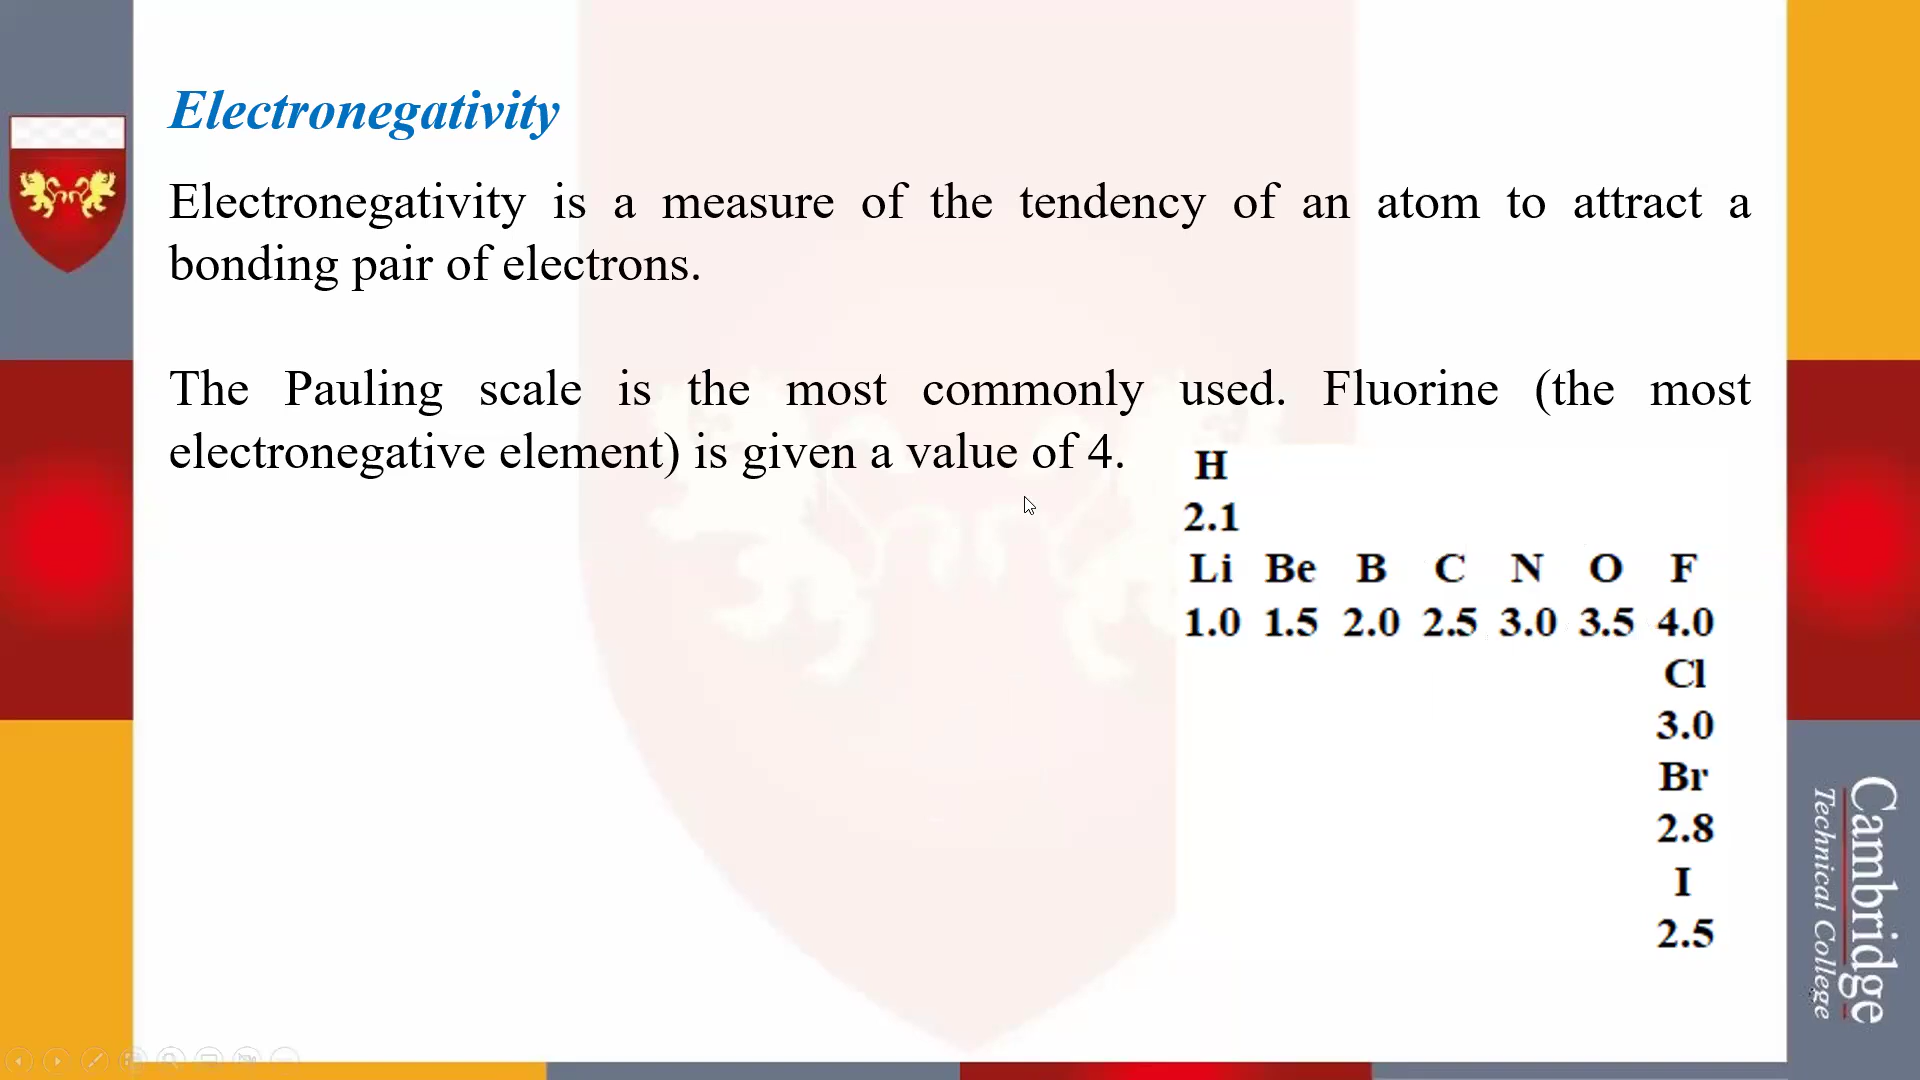 Electronegativity
Electronegativity is a measure of the tendency of an atom to attract a
bonding pair of electrons.
The Pauling scale is the most commonly used. Fluorine (the most
electronegative element) is given a value of 4.
H
2.1
Li Be B C N O F
1.0 1.5 2.0 2.5 3.0 3.5 4.0
Cl
3.0
Br
2.8
I
2.5
Cambridge
Technical College